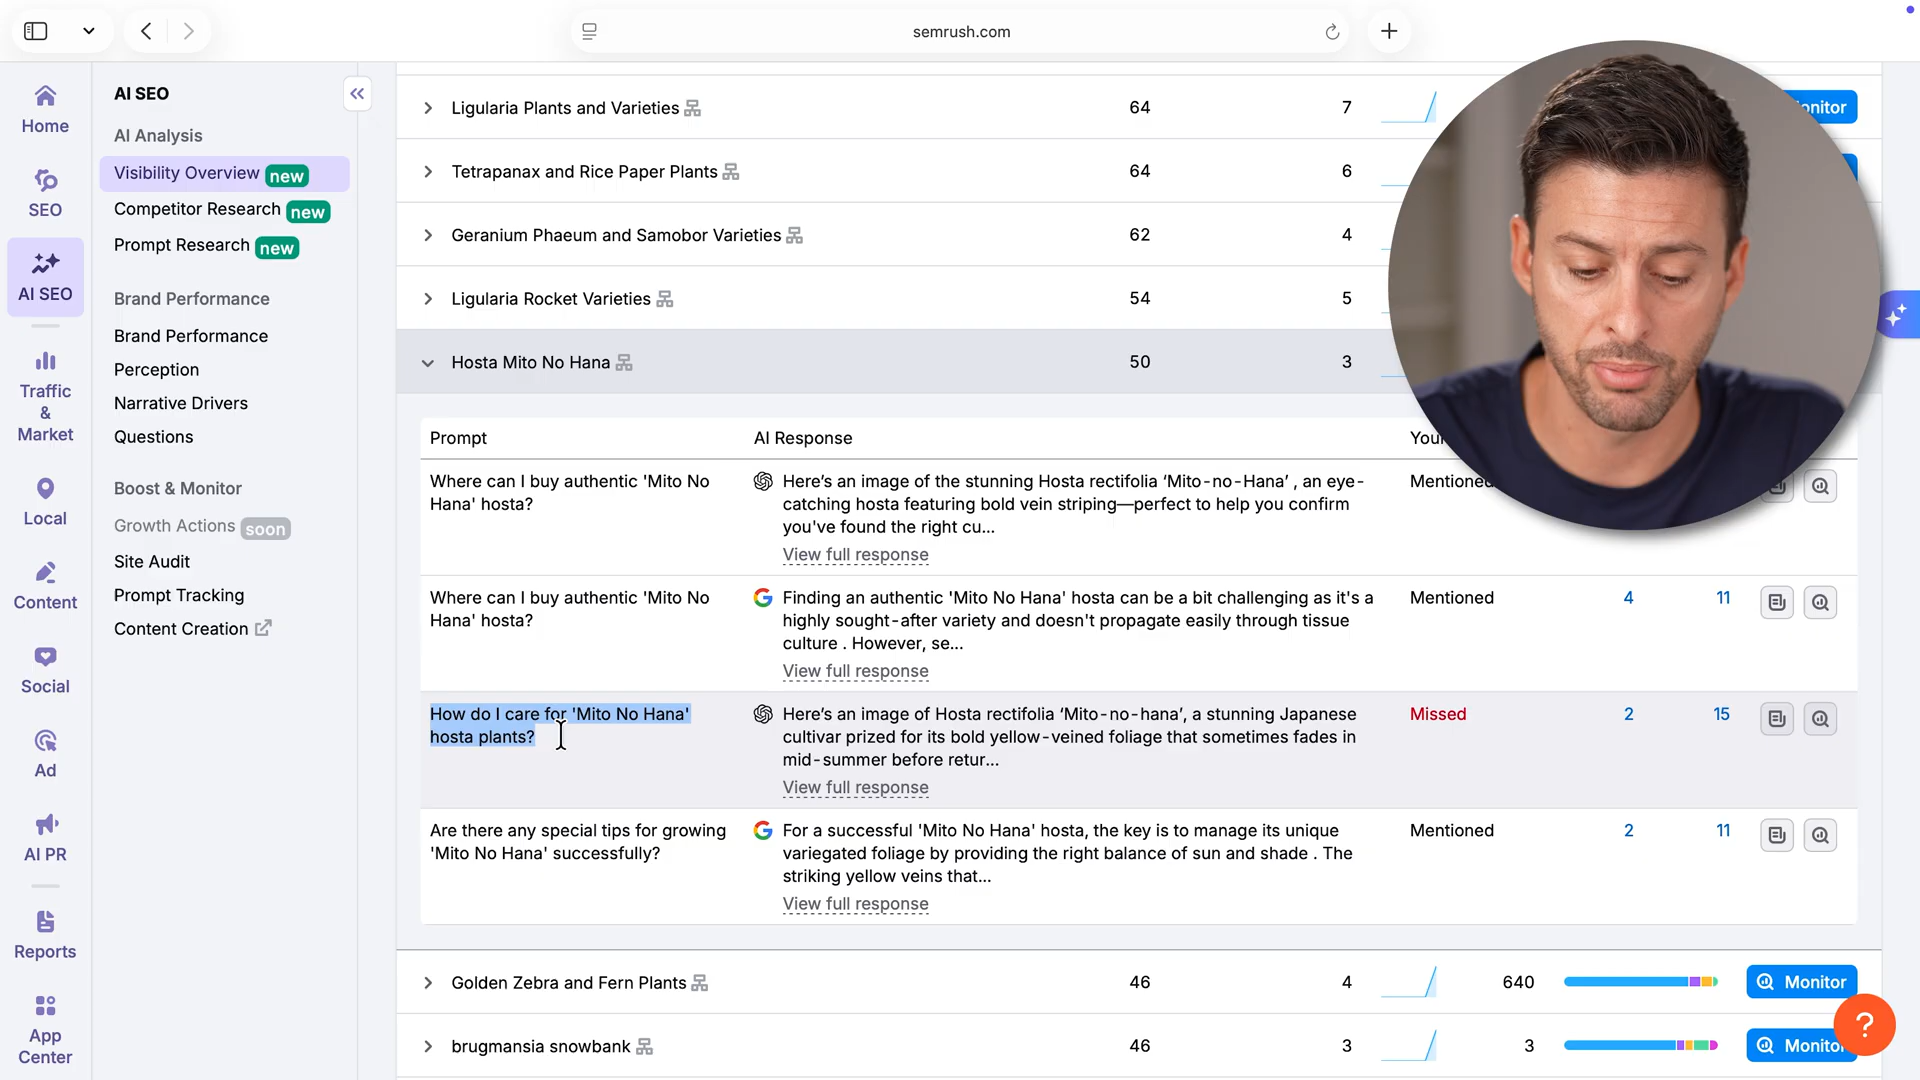 semrush.com
Home
SEO
AI SEO
Traffic
&
Market
Local
Content
Social
Ad
AI PR
Reports
App
Center
AI SEO
AI Analysis
Visibility Overview new
Competitor Research new
Prompt Research new
Brand Performance
Brand Performance
Perception
Narrative Drivers
Questions
Boost & Monitor
Growth Actions soon
Site Audit
Prompt Tracking
Content Creation
Ligularia Plants and Varieties 64 7
Tetrapanax and Rice Paper Plants 64 6
Geranium Phaeum and Samobor Varieties 62 4
Ligularia Rocket Varieties 54 5
Hosta Mito No Hana 50 3
Prompt AI Response
Where can I buy authentic 'Mito No
Hana' hosta?
Here's an image of the stunning Hosta rectifolia ‘Mito-no-Hana’ , an eye-
catching hosta featuring bold vein striping—perfect to help you confirm
you've found the right cu...
View full response
Mentioned
Where can I buy authentic 'Mito No
Hana' hosta?
Finding an authentic 'Mito No Hana' hosta can be a bit challenging as it's a
highly sought-after variety and doesn't propagate easily through tissue
culture . However, se...
View full response
Mentioned 4 11
How do I care for 'Mito No Hana'
hosta plants?
Here’s an image of Hosta rectifolia ‘Mito-no-hana’, a stunning Japanese
cultivar prized for its bold yellow-veined foliage that sometimes fades in
mid-summer before retur...
View full response
Missed 2 15
Are there any special tips for growing
'Mito No Hana' successfully?
For a successful 'Mito No Hana' hosta, the key is to manage its unique
variegated foliage by providing the right balance of sun and shade . The
striking yellow veins that...
View full response
Mentioned 2 11
Golden Zebra and Fern Plants 46 4 640 Monitor
brugmansia snowbank 46 3 3 Monitor
?